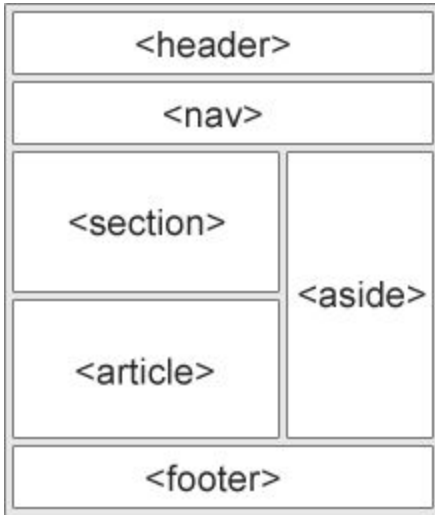 <header>
<nav>
<section>
<aside>
<article>
<footer>